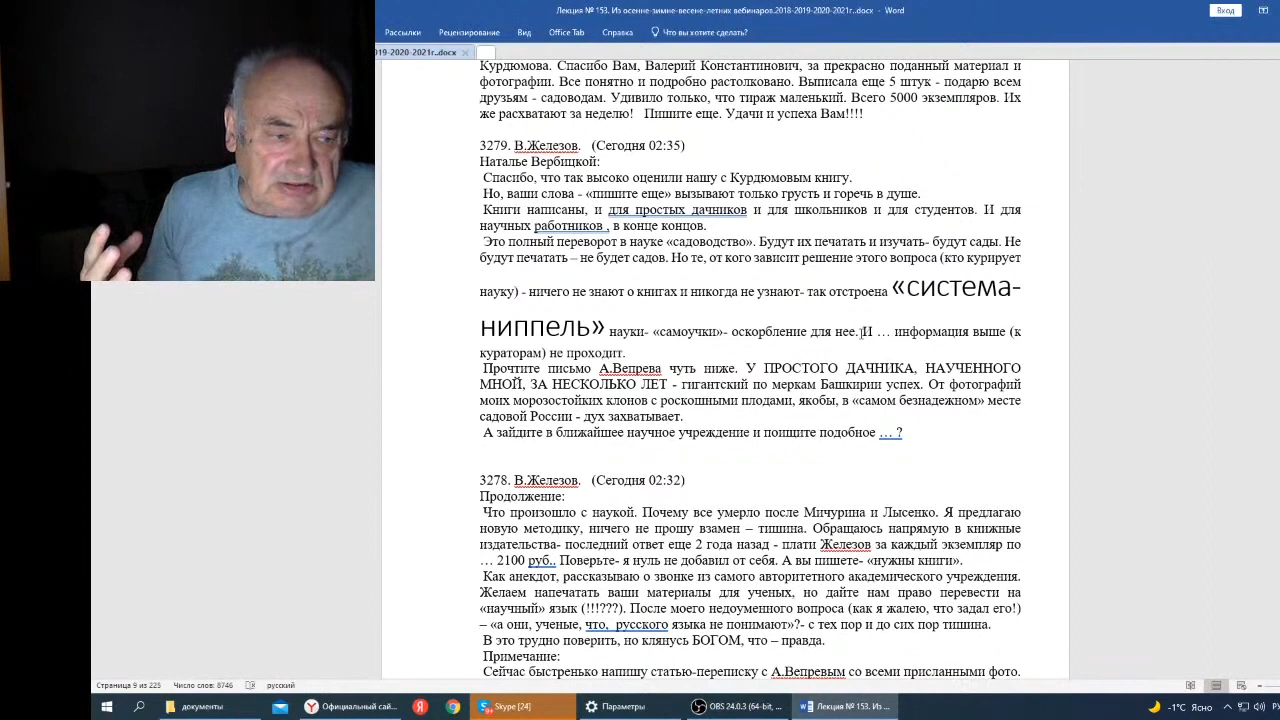 Лекция № 153. Из осенне-зимне-весене-летних вебинаров.2018-2019-2020-2021г..docx - Word
Вход
Рассылки Рецензирование Вид Office Tab Справка Что вы хотите сделать?
019-2020-2021г..docx
Курдюмова. Спасибо Вам, Валерий Константинович, за прекрасно поданный материал и
фотографии. Все понятно и подробно растолковано. Выписала еще 5 штук - подарю всем
друзьям - садоводам. Удивило только, что тираж маленький. Всего 5000 экземпляров. Их
же расхватают за неделю! Пишите еще. Удачи и успеха Вам!!!!
3279. В.Железов. (Сегодня 02:35)
Наталье Вербицкой:
Спасибо, что так высоко оценили нашу с Курдюмовым книгу.
Но, ваши слова - «пишите еще» вызывают только грусть и горечь в душе.
Книги написаны, и для простых дачников и для школьников и для студентов. И для
научных работников , в конце концов.
Это полный переворот в науке «садоводство». Будут их печатать и изучать- будут сады. Не
будут печатать – не будет садов. Но те, от кого зависит решение этого вопроса (кто курирует
науку) - ничего не знают о книгах и никогда не узнают- так отстроена «система-
ниппель» науки- «самоучки»- оскорбление для нее. И … информация выше (к
кураторам) не проходит.
Прочтите письмо А.Вепрева чуть ниже. У ПРОСТОГО ДАЧНИКА, НАУЧЕННОГО
МНОЙ, ЗА НЕСКОЛЬКО ЛЕТ - гигантский по меркам Башкирии успех. От фотографий
моих морозостойких клонов с роскошными плодами, якобы, в «самом безнадежном» месте
садовой России - дух захватывает.
А зайдите в ближайшее научное учреждение и поищите подобное … ?
3278. В.Железов. (Сегодня 02:32)
Продолжение:
Что произошло с наукой. Почему все умерло после Мичурина и Лысенко. Я предлагаю
новую методику, ничего не прошу взамен – тишина. Обращаюсь напрямую в книжные
издательства- последний ответ еще 2 года назад - плати Железов за каждый экземпляр по
… 2100 руб.. Поверьте- я нуль не добавил от себя. А вы пишете- «нужны книги».
Как анекдот, рассказываю о звонке из самого авторитетного академического учреждения.
Желаем напечатать ваши материалы для ученых, но дайте нам право перевести на
«научный» язык (!!!???). После моего недоуменного вопроса (как я жалею, что задал его!)
– «а они, ученые, что, русского языка не понимают»?- с тех пор и до сих пор тишина.
В это трудно поверить, но клянусь БОГОМ, что – правда.
Примечание:
Сейчас быстренько напишу статью-переписку с А.Вепревым со всеми присланными фото.
Страница 9 из 225 Число слов: 8746 русский
документы Официальный сай... Skype [24] Параметры OBS 24.0.3 (64-bit, ... Лекция № 153. Из ... -1°C Ясно